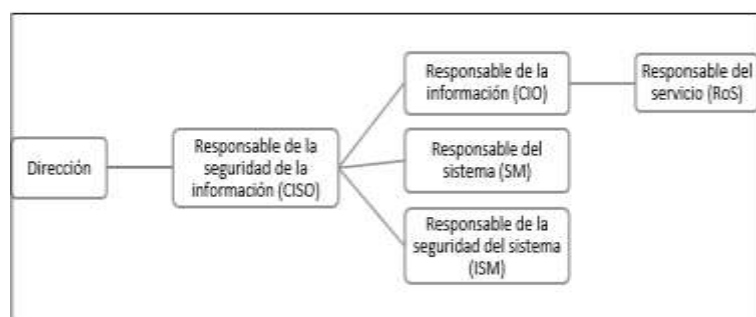 Dirección
Responsable de la
seguridad de la
información (CISO)
Responsable de la
información (CIO)
Responsable del
servicio (RoS)
Responsable del
sistema (SM)
Responsable de la
seguridad del sistema
(ISM)